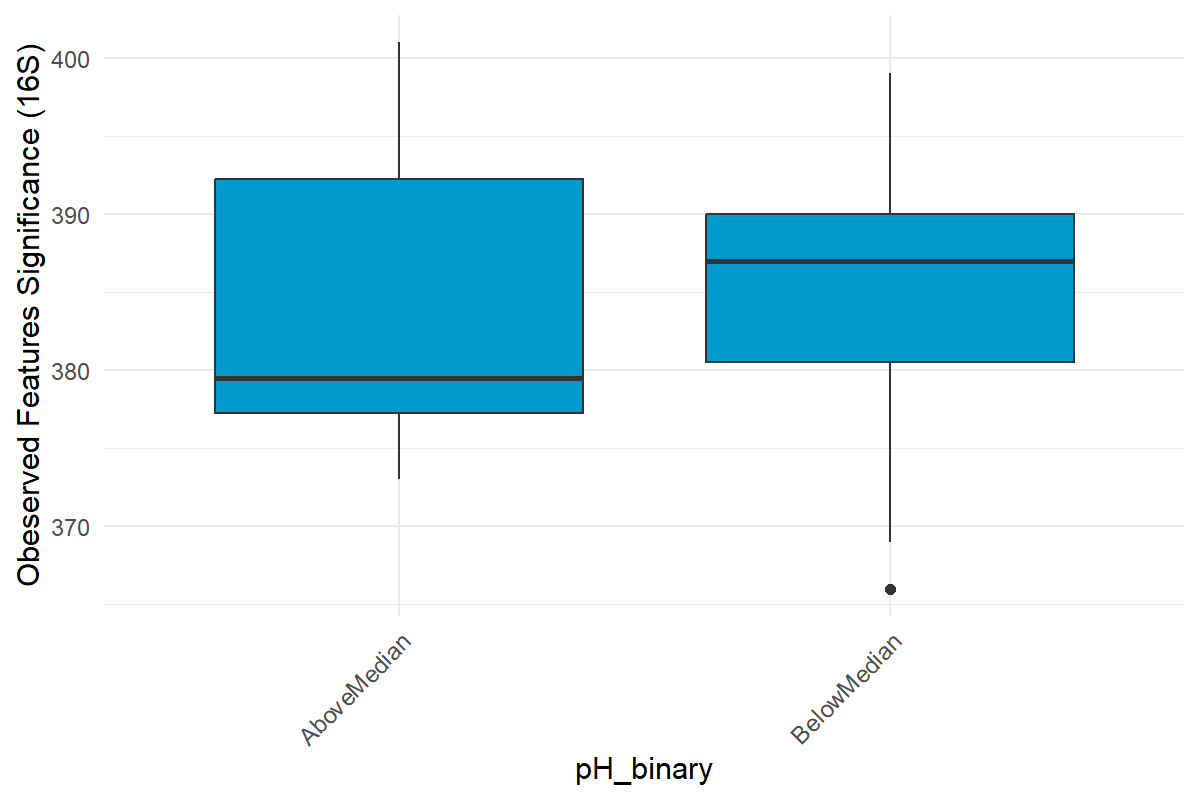 Obeserved Features Significance (16S)
400
390
380
370
AboveMedian
BelowMedian
pH_binary